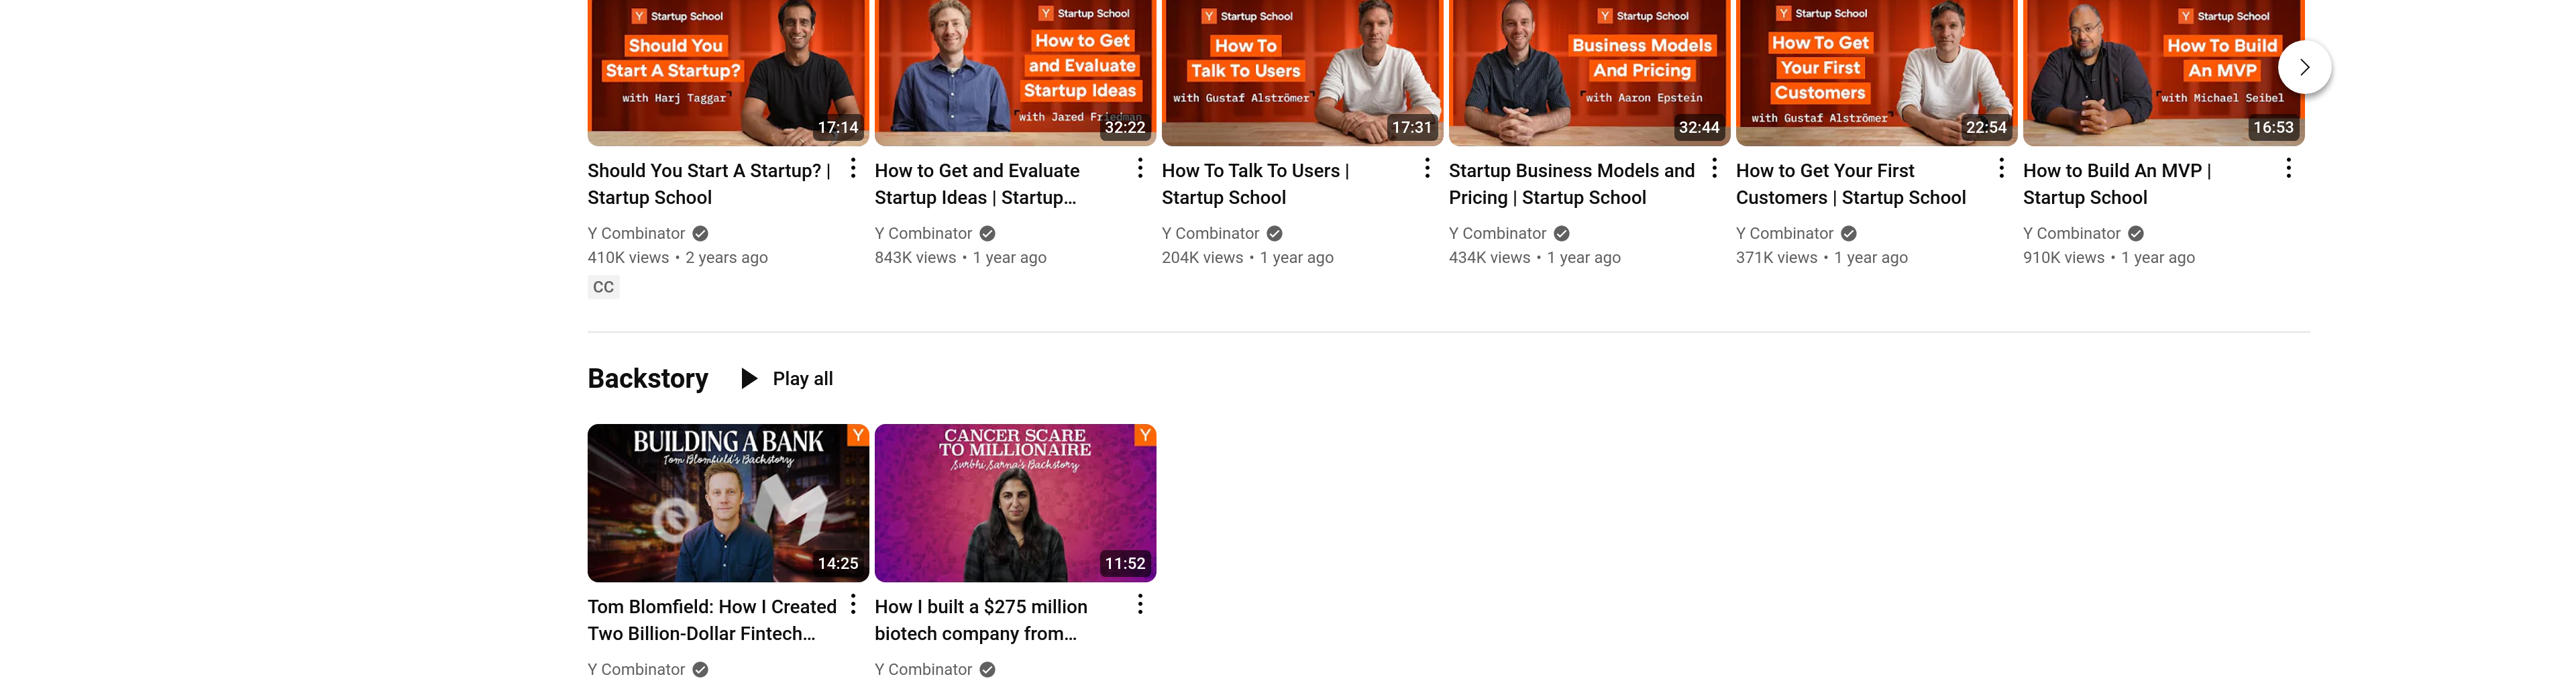 Y Startup School
Should You
Start A Startup?
with Harj Taggar
17:14
Y Startup School
How to Get
and Evaluate
Startup Ideas
with Jared Friedman
32:22
Y Startup School
How To
Talk To Users
with Gustaf Alströmer
17:31
Y Startup School
Business Models
And Pricing
with Aaron Epstein
32:44
Y Startup School
How To Get
Your First
Customers
with Gustaf Alströmer
22:54
Y Startup School
How To Build
An MVP
with Michael Seibel
16:53
Should You Start A Startup? |
Startup School
Y Combinator
410K views • 2 years ago
CC
How to Get and Evaluate
Startup Ideas | Startup…
Y Combinator
843K views • 1 year ago
How To Talk To Users |
Startup School
Y Combinator
204K views • 1 year ago
Startup Business Models and
Pricing | Startup School
Y Combinator
434K views • 1 year ago
How to Get Your First
Customers | Startup School
Y Combinator
371K views • 1 year ago
How to Build An MVP |
Startup School
Y Combinator
910K views • 1 year ago
Backstory
Play all
BUILDING A BANK
Tom Blomfield's Backstory
Y
14:25
CANCER SCARE
TO MILLIONAIRE
Surbhi Sarna's Backstory
Y
11:52
Tom Blomfield: How I Created
Two Billion-Dollar Fintech…
Y Combinator
How I built a $275 million
biotech company from…
Y Combinator